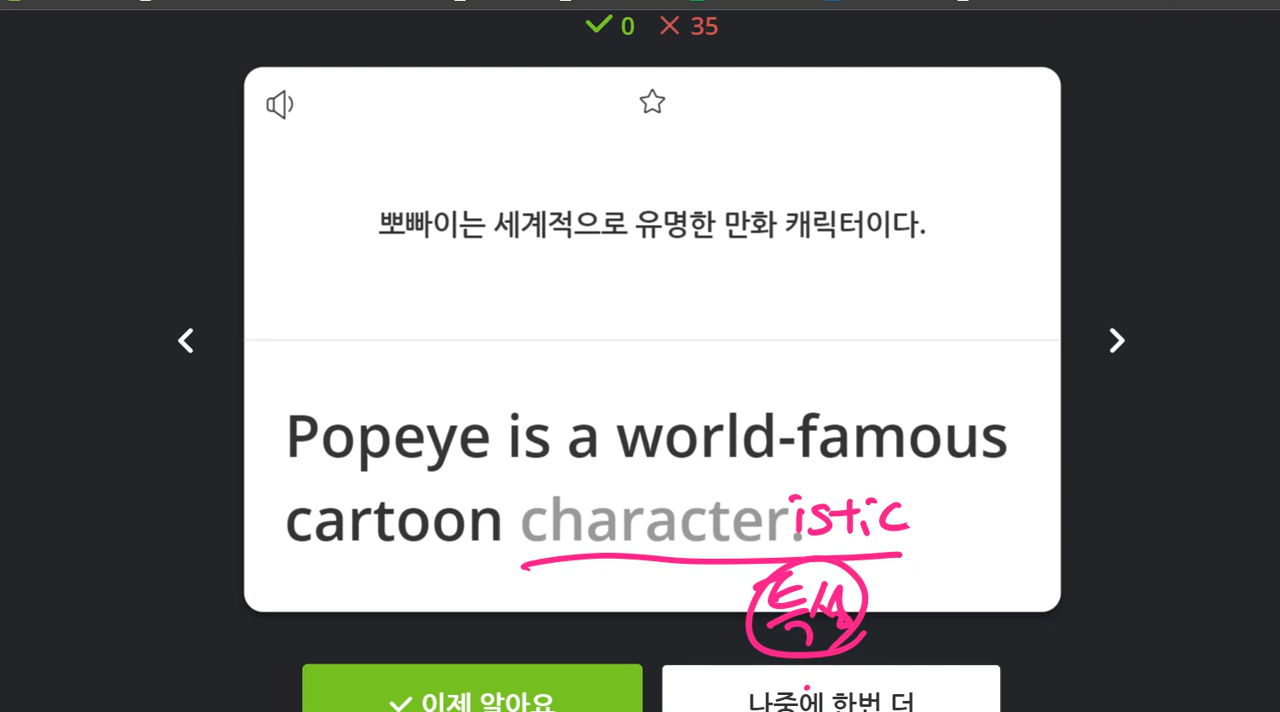 0 35
뽀빠이는 세계적으로 유명한 만화 캐릭터이다.
Popeye is a world-famous
cartoon character.istic
특성
이제 알아요 나중에 한번 더